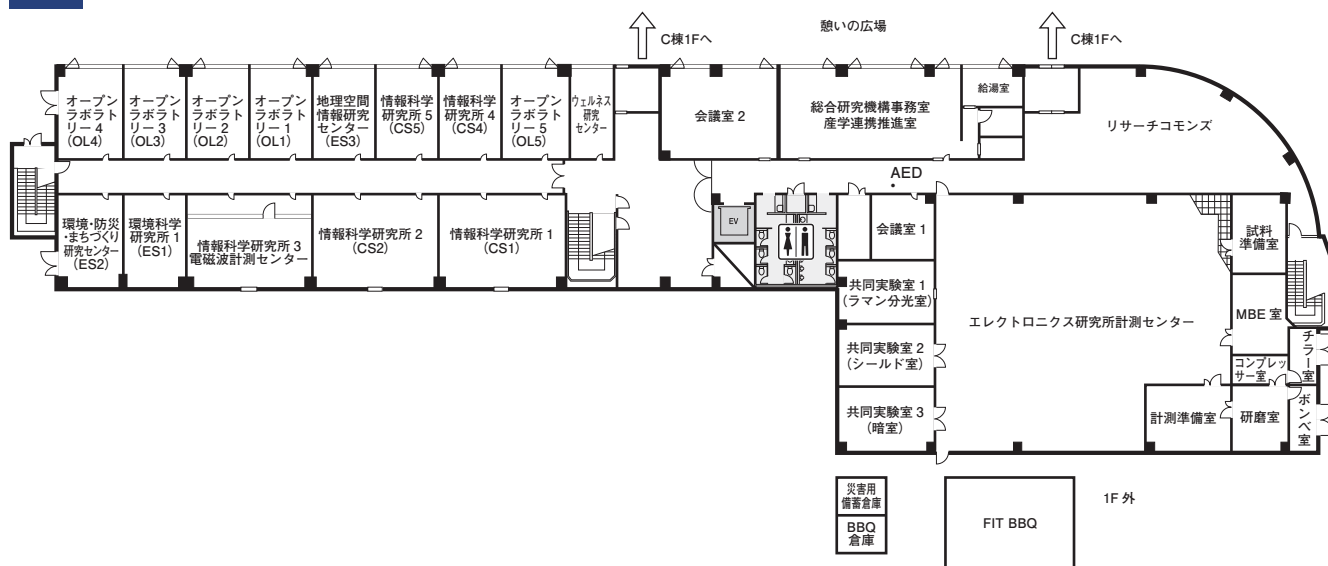 憩いの広場
C棟1Fへ
C棟1Fへ
オープン
ラボラト
リー 4
(OL4)
オープン
ラボラト
リー 3
(OL3)
オープン
ラボラト
リー 2
(OL2)
オープン
ラボラト
リー 1
(OL1)
地理空間
情報研究
センター
(ES3)
情報科学
研究所 5
(CS5)
情報科学
研究所 4
(CS4)
オープン
ラボラト
リー 5
(OL5)
ウェルネス
研究
センター
会議室 2
総合研究機構事務室
産学連携推進室
給湯室
リサーチコモンズ
AED
環境・防災
・まちづくり
研究センター
(ES2)
環境科学
研究所 1
(ES1)
情報科学研究所 3
電磁波計測センター
情報科学研究所 2
(CS2)
情報科学研究所 1
(CS1)
EV
会議室 1
共同実験室 1
(ラマン分光室)
共同実験室 2
(シールド室)
共同実験室 3
(暗室)
エレクトロニクス研究所計測センター
試料
準備室
MBE 室
コンプレッ
サー室
チラー室
計測準備室
研磨室
ボンベ室
災害用
備蓄倉庫
BBQ
倉庫
FIT BBQ
1F 外